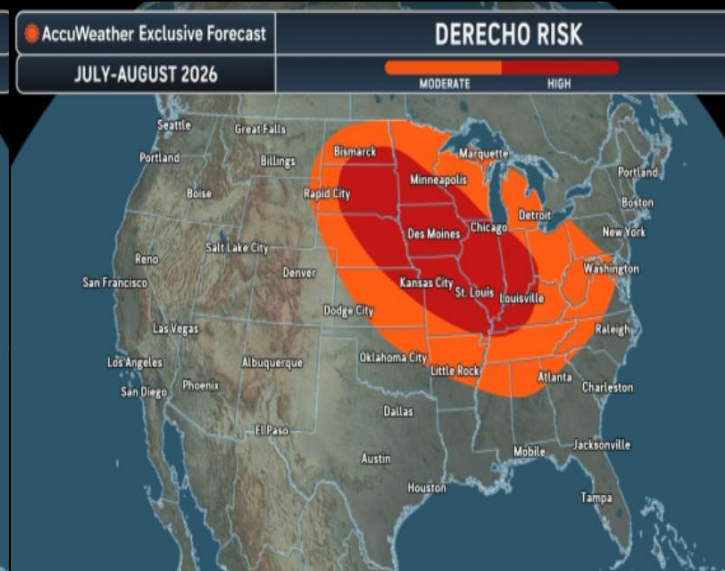 AccuWeather Exclusive Forecast
DERECHO RISK
JULY-AUGUST 2026
MODERATE
HIGH
Seattle
Great Falls
Portland
Billings
Bismarck
Marquette
Boise
Rapid City
Minneapolis
Portland
Boston
Detroit
Chicago
Des Moines
New York
Salt Lake City
Reno
San Francisco
Denver
Kansas City
St. Louis
Louisville
Washington
Dodge City
Las Vegas
Raleigh
Los Angeles
Albuquerque
Oklahoma City
Little Rock
Atlanta
San Diego
Phoenix
Charleston
Dallas
El Paso
Austin
Mobile
Jacksonville
Houston
Tampa